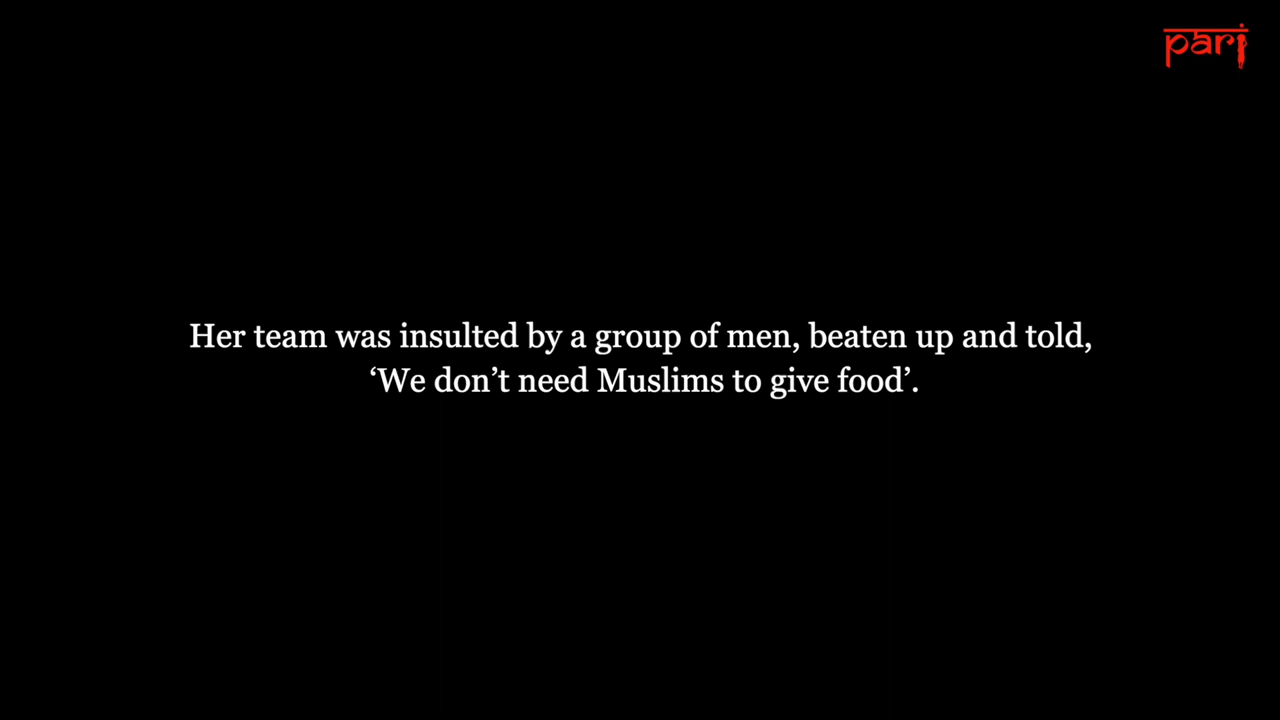 pari
Her team was insulted by a group of men, beaten up and told,
‘We don’t need Muslims to give food’.